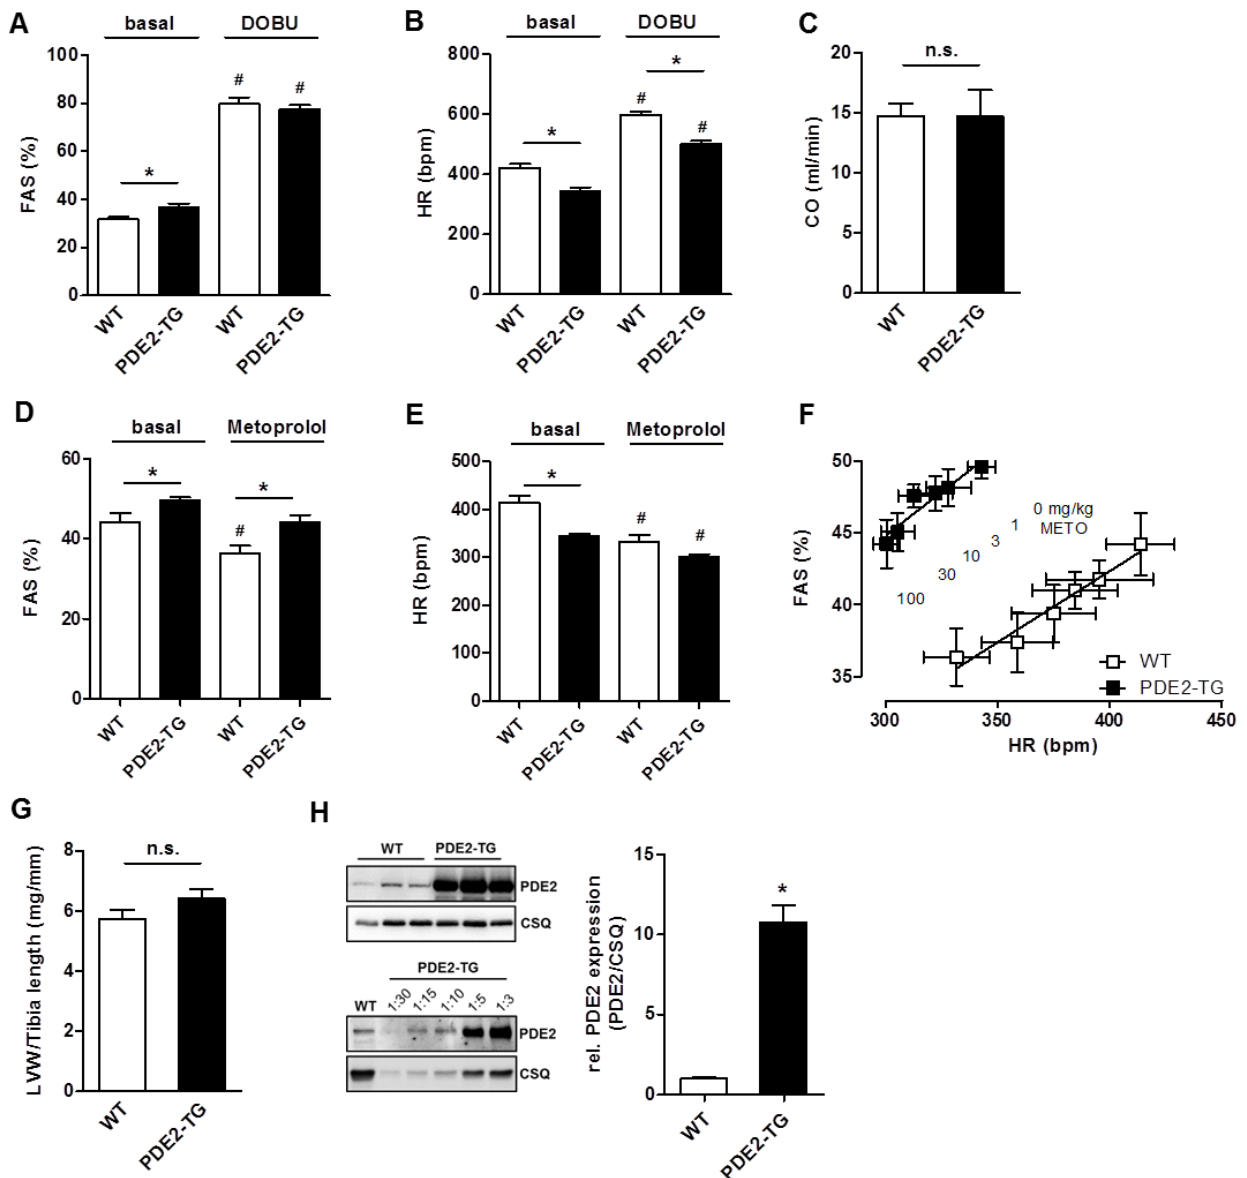 A
basal DOBU
FAS (%)
100
80
60
40
20
0
# #
*
WT PDE2-TG WT PDE2-TG
B
basal DOBU
HR (bpm)
800
600
400
200
0
*
#
#
*
WT PDE2-TG WT PDE2-TG
C
n.s.
CO (ml/min)
20
15
10
5
0
WT PDE2-TG
D
basal Metoprolol
FAS (%)
60
40
20
0
* *
#
WT PDE2-TG WT PDE2-TG
E
basal Metoprolol
HR (bpm)
500
400
300
200
100
0
*
# #
WT PDE2-TG WT PDE2-TG
F
FAS (%)
50
45
40
35
0 mg/kg
METO
1
3
10
30
100
WT
PDE2-TG
300 350 400 450
HR (bpm)
G
n.s.
LVW/Tibia length (mg/mm)
8
6
4
2
0
WT PDE2-TG
H
WT PDE2-TG
PDE2
CSQ
PDE2-TG
WT 1:30 1:15 1:10 1:5 1:3
PDE2
CSQ
rel. PDE2 expression
(PDE2/CSQ)
15
10
5
0
*
WT PDE2-TG